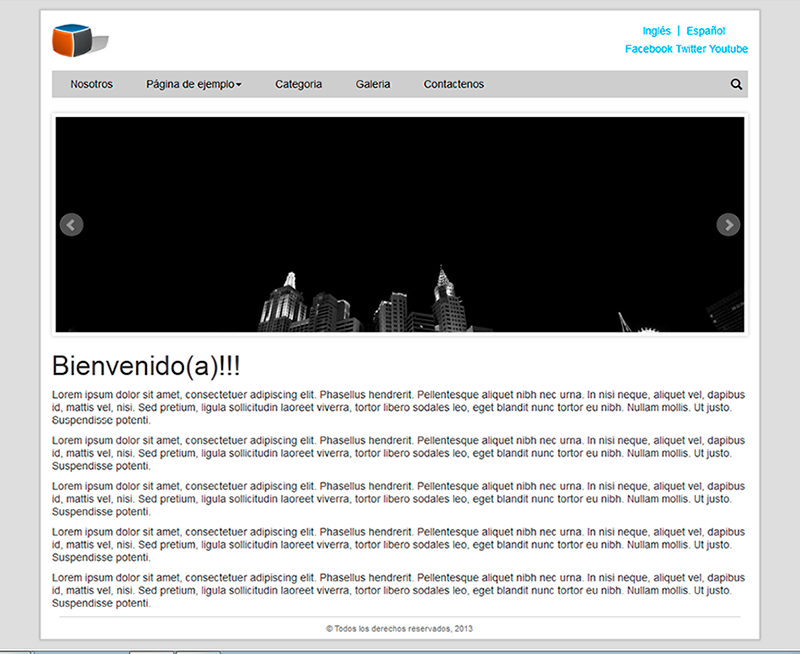 Inglés | Español
Facebook Twitter Youtube
Nosotros Página de ejemplo Categoria Galeria Contactenos
Bienvenido(a)!!!
Lorem ipsum dolor sit amet, consectetuer adipiscing elit. Phasellus hendrerit. Pellentesque aliquet nibh nec urna. In nisi neque, aliquet vel, dapibus
id, mattis vel, nisi. Sed pretium, ligula sollicitudin laoreet viverra, tortor libero sodales leo, eget blandit nunc tortor eu nibh. Nullam mollis. Ut justo.
Suspendisse potenti.
Lorem ipsum dolor sit amet, consectetuer adipiscing elit. Phasellus hendrerit. Pellentesque aliquet nibh nec urna. In nisi neque, aliquet vel, dapibus
id, mattis vel, nisi. Sed pretium, ligula sollicitudin laoreet viverra, tortor libero sodales leo, eget blandit nunc tortor eu nibh. Nullam mollis. Ut justo.
Suspendisse potenti.
Lorem ipsum dolor sit amet, consectetuer adipiscing elit. Phasellus hendrerit. Pellentesque aliquet nibh nec urna. In nisi neque, aliquet vel, dapibus
id, mattis vel, nisi. Sed pretium, ligula sollicitudin laoreet viverra, tortor libero sodales leo, eget blandit nunc tortor eu nibh. Nullam mollis. Ut justo.
Suspendisse potenti.
Lorem ipsum dolor sit amet, consectetuer adipiscing elit. Phasellus hendrerit. Pellentesque aliquet nibh nec urna. In nisi neque, aliquet vel, dapibus
id, mattis vel, nisi. Sed pretium, ligula sollicitudin laoreet viverra, tortor libero sodales leo, eget blandit nunc tortor eu nibh. Nullam mollis. Ut justo.
Suspendisse potenti.
Lorem ipsum dolor sit amet, consectetuer adipiscing elit. Phasellus hendrerit. Pellentesque aliquet nibh nec urna. In nisi neque, aliquet vel, dapibus
id, mattis vel, nisi. Sed pretium, ligula sollicitudin laoreet viverra, tortor libero sodales leo, eget blandit nunc tortor eu nibh. Nullam mollis. Ut justo.
Suspendisse potenti.
© Todos los derechos reservados, 2013